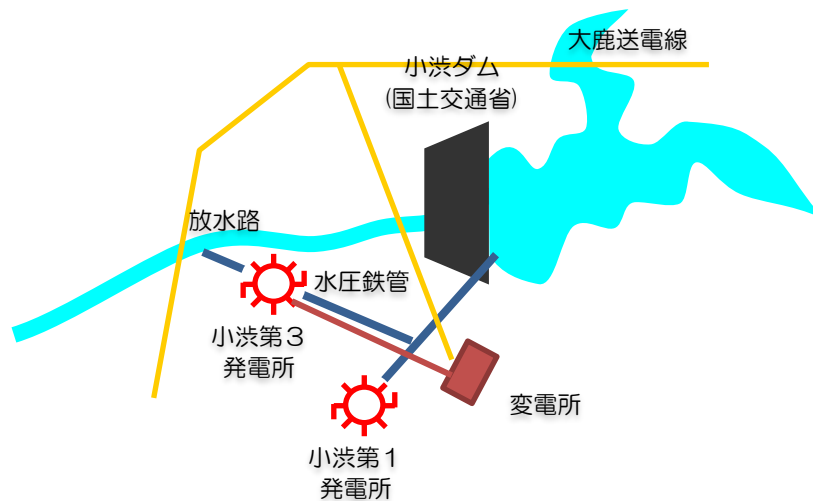 大鹿送電線
小渋ダム
(国土交通省)
放水路
水圧鉄管
小渋第３
発電所
変電所
小渋第１
発電所